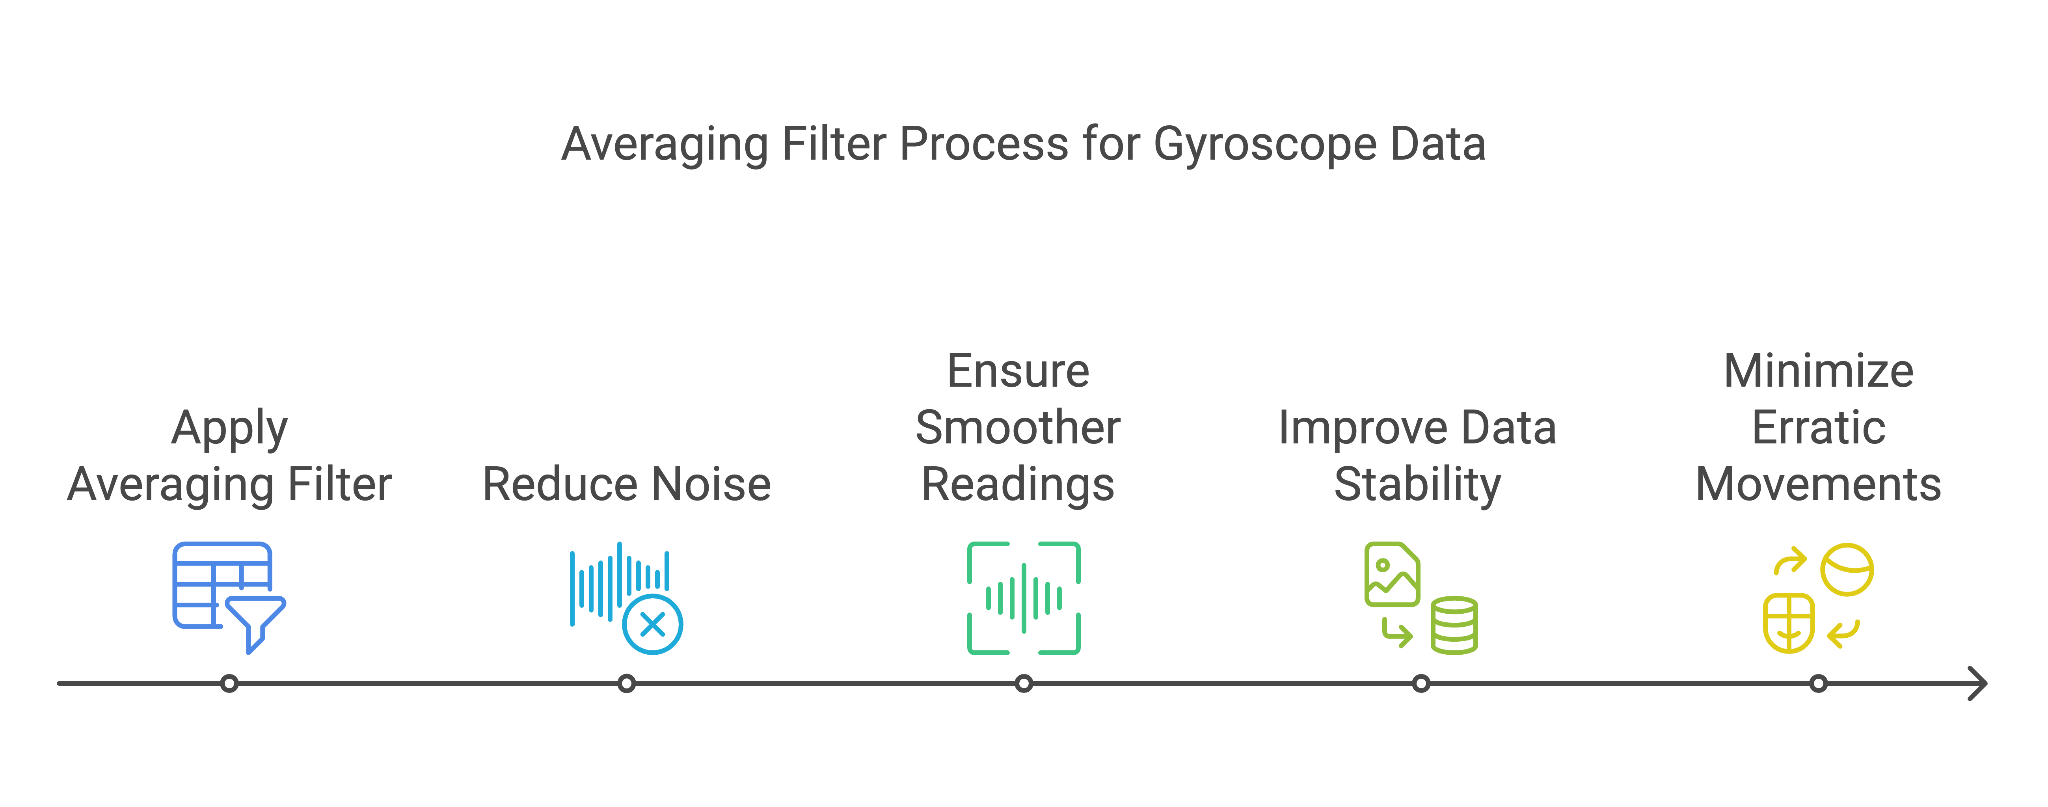 Averaging Filter Process for Gyroscope Data
Apply
Averaging Filter
Reduce Noise
Ensure
Smoother
Readings
Improve Data
Stability
Minimize
Erratic
Movements